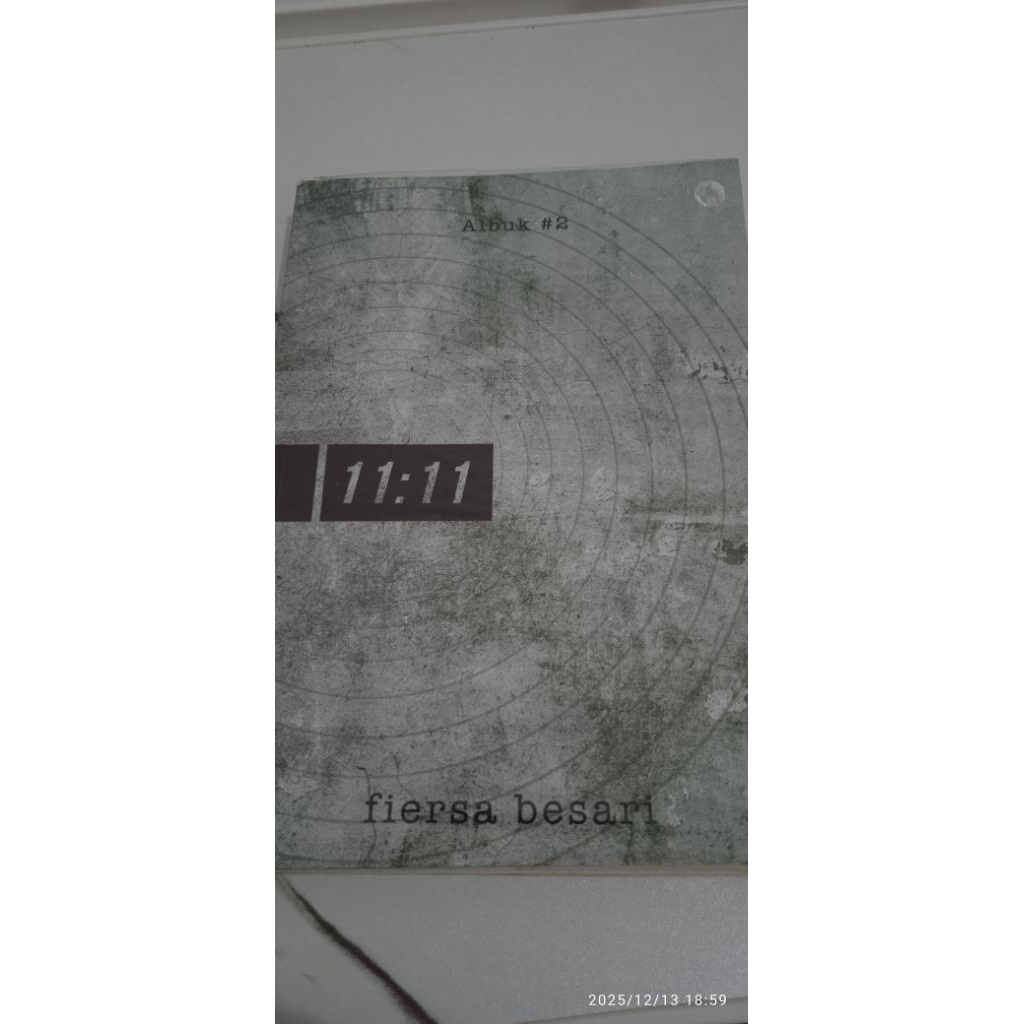 Albuk #2
11:11
fiersa besari
2025/12/13 18:59